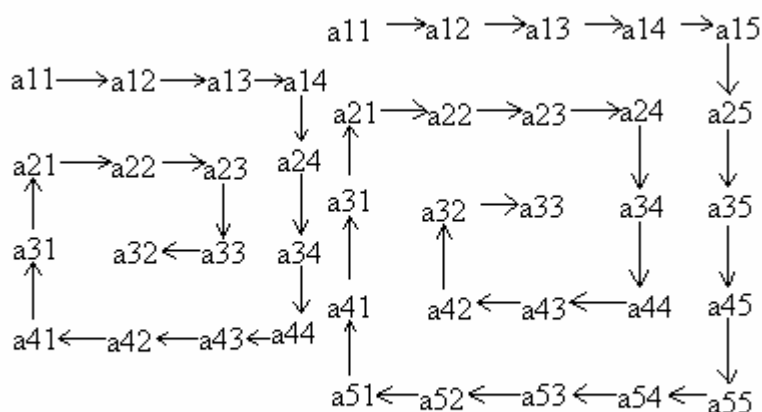 a11 a12 a13 a14
a21 a22 a23 a24
a31 a32 a33 a34
a41 a42 a43 a44
a11 a12 a13 a14 a15
a21 a22 a23 a24 a25
a31 a32 a33 a34 a35
a41 a42 a43 a44 a45
a51 a52 a53 a54 a55